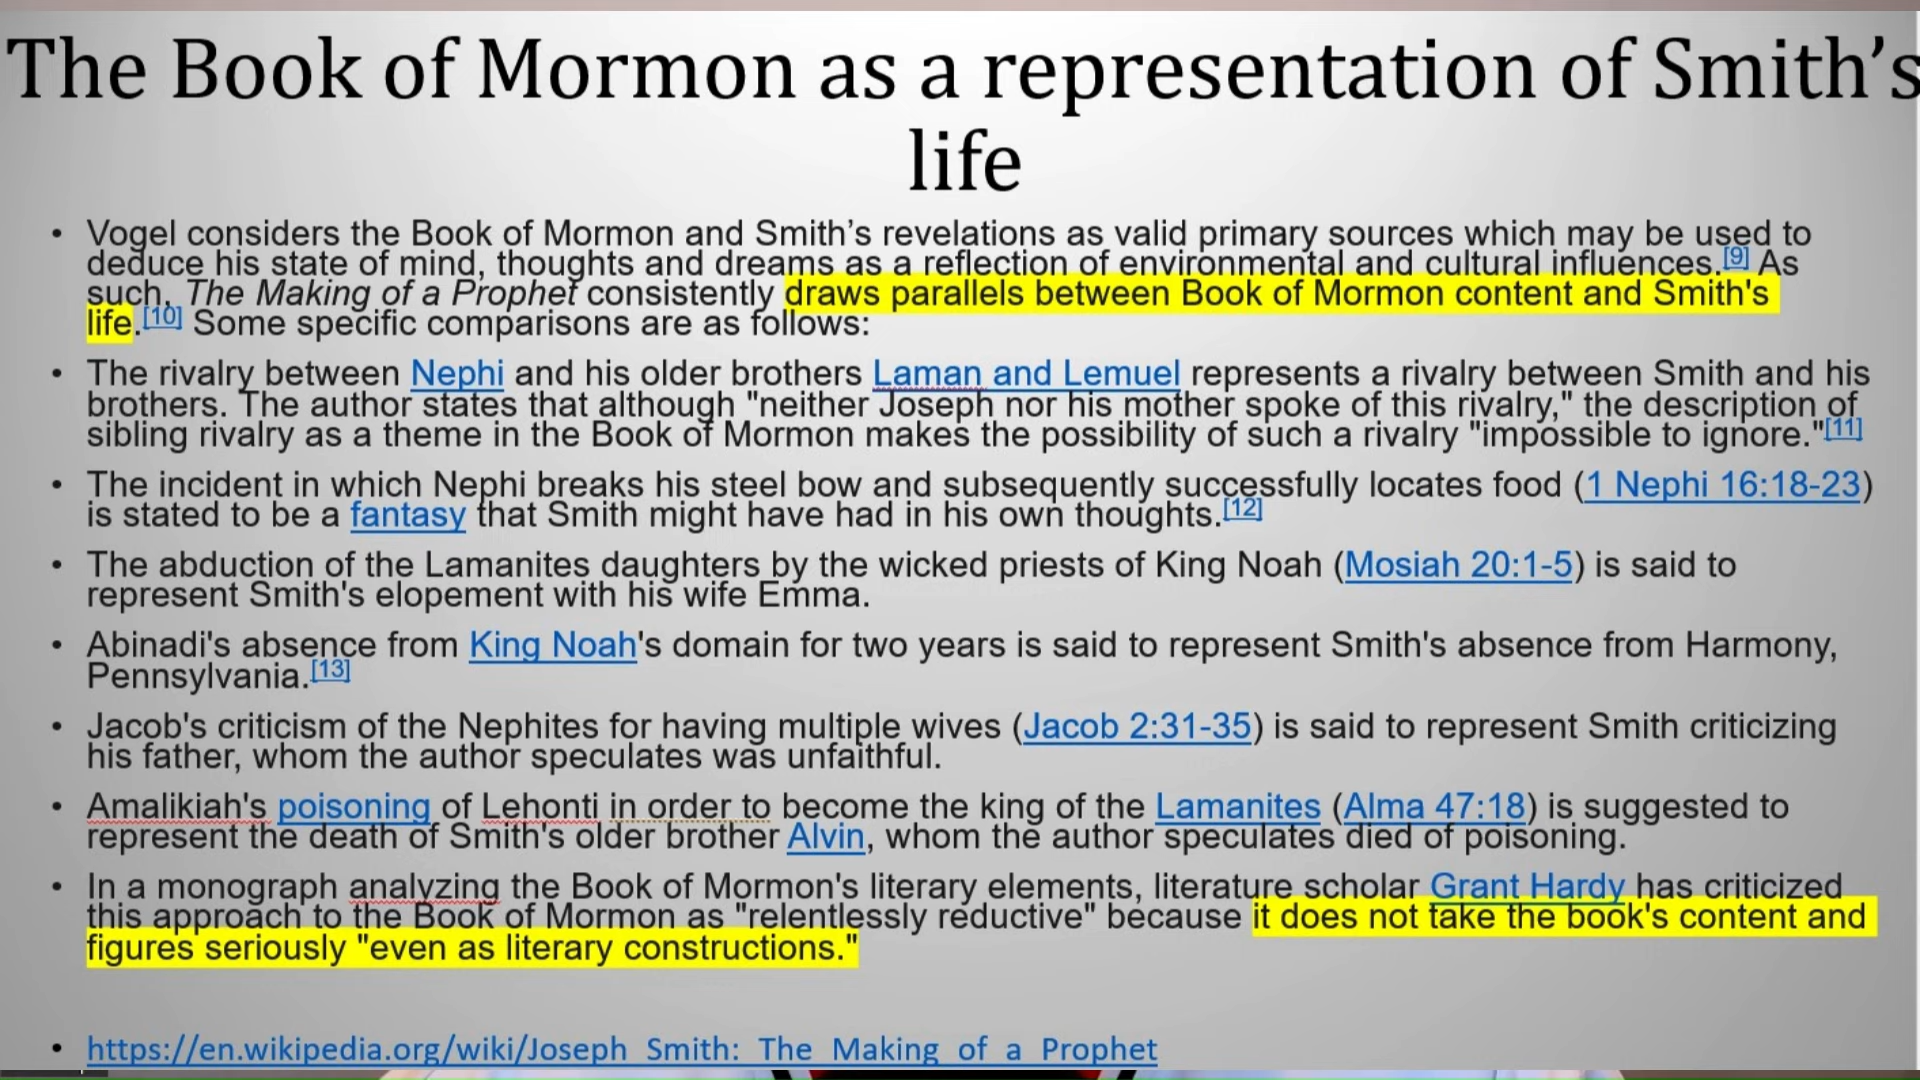 The Book of Mormon as a representation of Smith’s
life
• Vogel considers the Book of Mormon and Smith’s revelations as valid primary sources which may be used to
deduce his state of mind, thoughts and dreams as a reflection of environmental and cultural influences.[9] As
such, The Making of a Prophet consistently draws parallels between Book of Mormon content and Smith's
life.[10] Some specific comparisons are as follows:
• The rivalry between Nephi and his older brothers Laman and Lemuel represents a rivalry between Smith and his
brothers. The author states that although "neither Joseph nor his mother spoke of this rivalry," the description of
sibling rivalry as a theme in the Book of Mormon makes the possibility of such a rivalry "impossible to ignore."[11]
• The incident in which Nephi breaks his steel bow and subsequently successfully locates food (1 Nephi 16:18-23)
is stated to be a fantasy that Smith might have had in his own thoughts.[12]
• The abduction of the Lamanites daughters by the wicked priests of King Noah (Mosiah 20:1-5) is said to
represent Smith's elopement with his wife Emma.
• Abinadi's absence from King Noah's domain for two years is said to represent Smith's absence from Harmony,
Pennsylvania.[13]
• Jacob's criticism of the Nephites for having multiple wives (Jacob 2:31-35) is said to represent Smith criticizing
his father, whom the author speculates was unfaithful.
• Amalikiah's poisoning of Lehonti in order to become the king of the Lamanites (Alma 47:18) is suggested to
represent the death of Smith's older brother Alvin, whom the author speculates died of poisoning.
• In a monograph analyzing the Book of Mormon's literary elements, literature scholar Grant Hardy has criticized
this approach to the Book of Mormon as "relentlessly reductive" because it does not take the book's content and
figures seriously "even as literary constructions."
• https://en.wikipedia.org/wiki/Joseph_Smith:_The_Making_of_a_Prophet